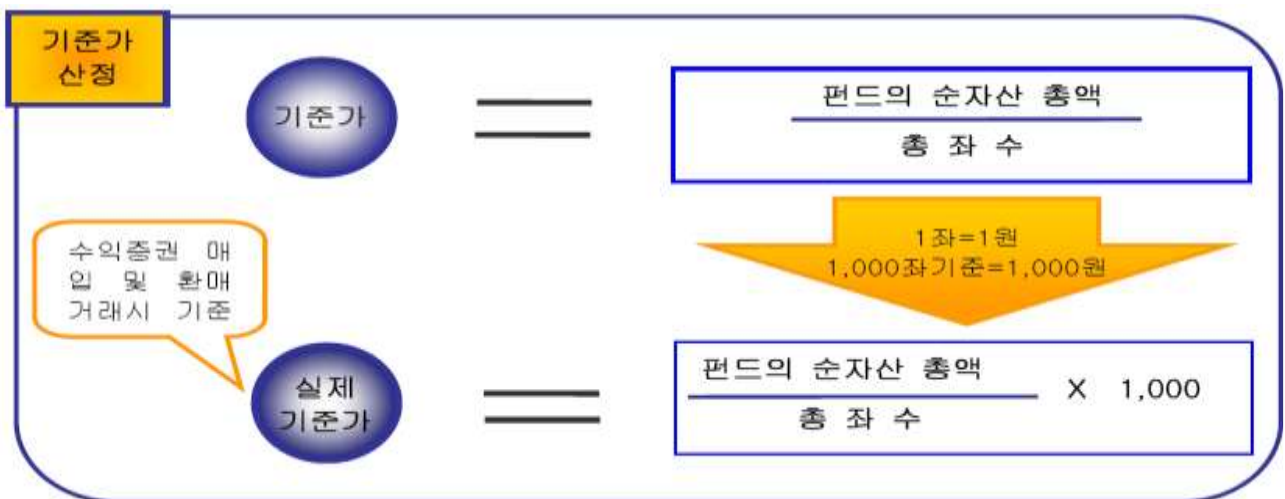 기준가
산정
기준가
펀드의 순자산 총액
총 좌 수
1좌=1원
1,000좌기준=1,000원
수익증권 매
입 및 환매
거래시 기준
실제
기준가
펀드의 순자산 총액
총 좌 수
X 1,000